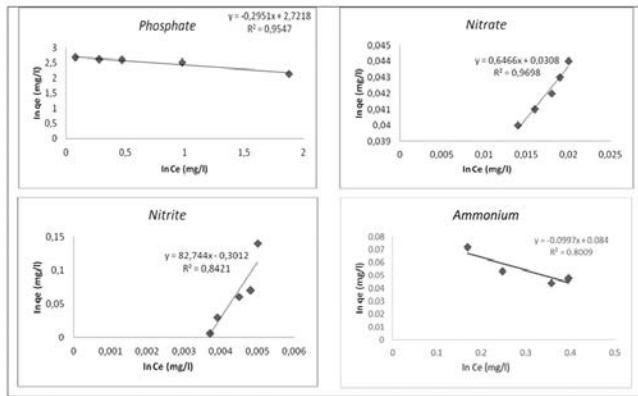 Phosphate
y = -0,2951x + 2,7218
R² = 0,9547
ln qe (mg/l)
3
2,5
2
1,5
1
0,5
0
0
0,5
1
1,5
2
ln Ce (mg/l)
Nitrate
y = 0,6466x + 0,0308
R² = 0,9698
ln qe (mg/l)
0,045
0,044
0,043
0,042
0,041
0,04
0,039
0
0,005
0,01
0,015
0,02
0,025
ln Ce (mg/l)
Nitrite
y = 82,744x - 0,3012
R² = 0,8421
ln qe (mg/l)
0,15
0,1
0,05
0
0
0,001
0,002
0,003
0,004
0,005
0,006
ln Ce (mg/l)
Ammonium
y = -0.0997x + 0.084
R² = 0.8009
ln qe (mg/l)
0.08
0.07
0.06
0.05
0.04
0.03
0.02
0.01
0
0
0.1
0.2
0.3
0.4
0.5
ln Ce (mg/l)